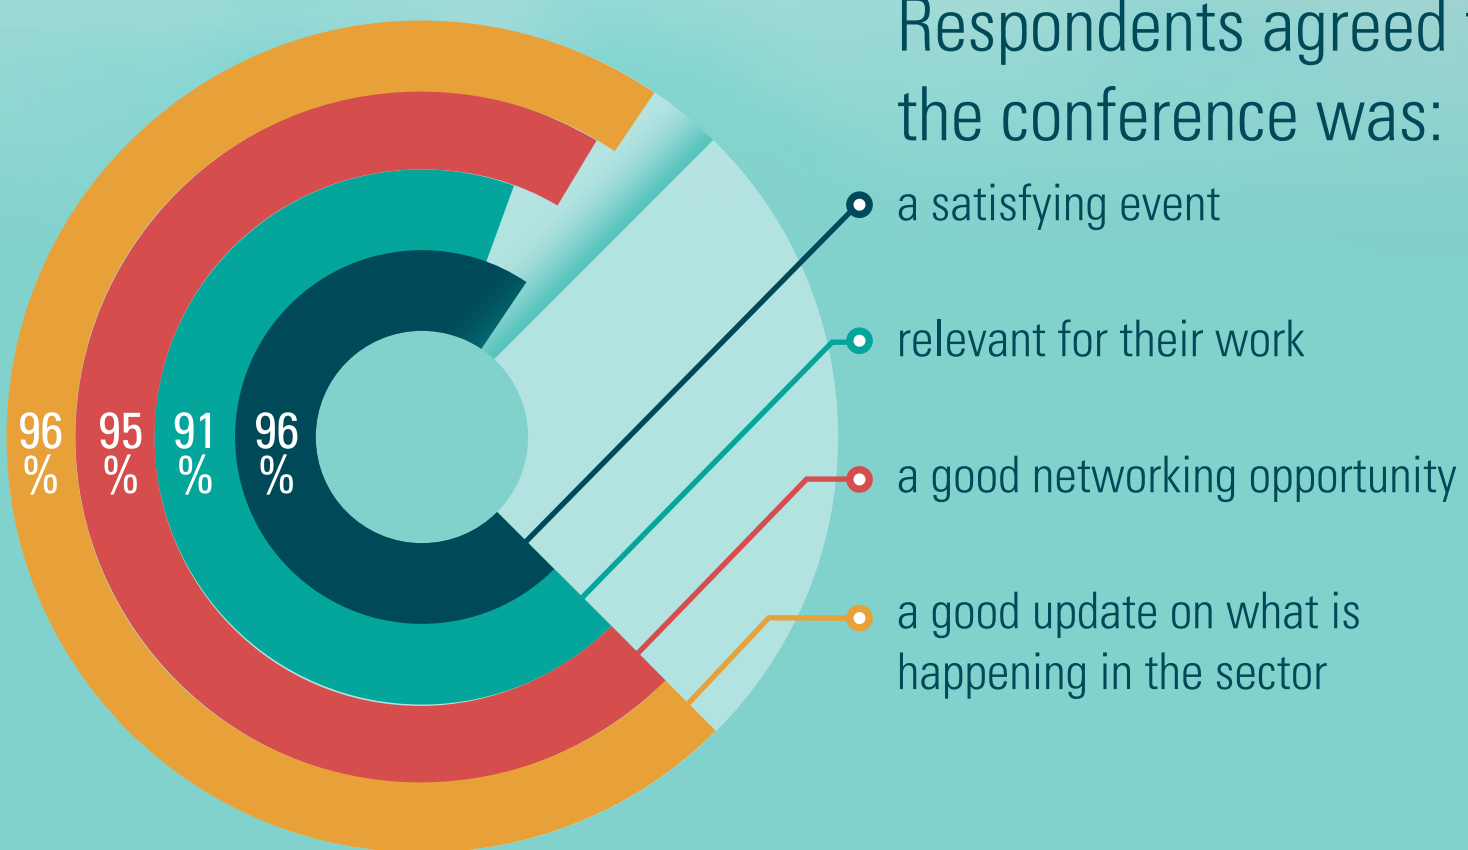 Respondents agreed
the conference was:
a satisfying event
relevant for their work
96 % 95 % 91 % 96 %
a good networking opportunity
a good update on what is
happening in the sector